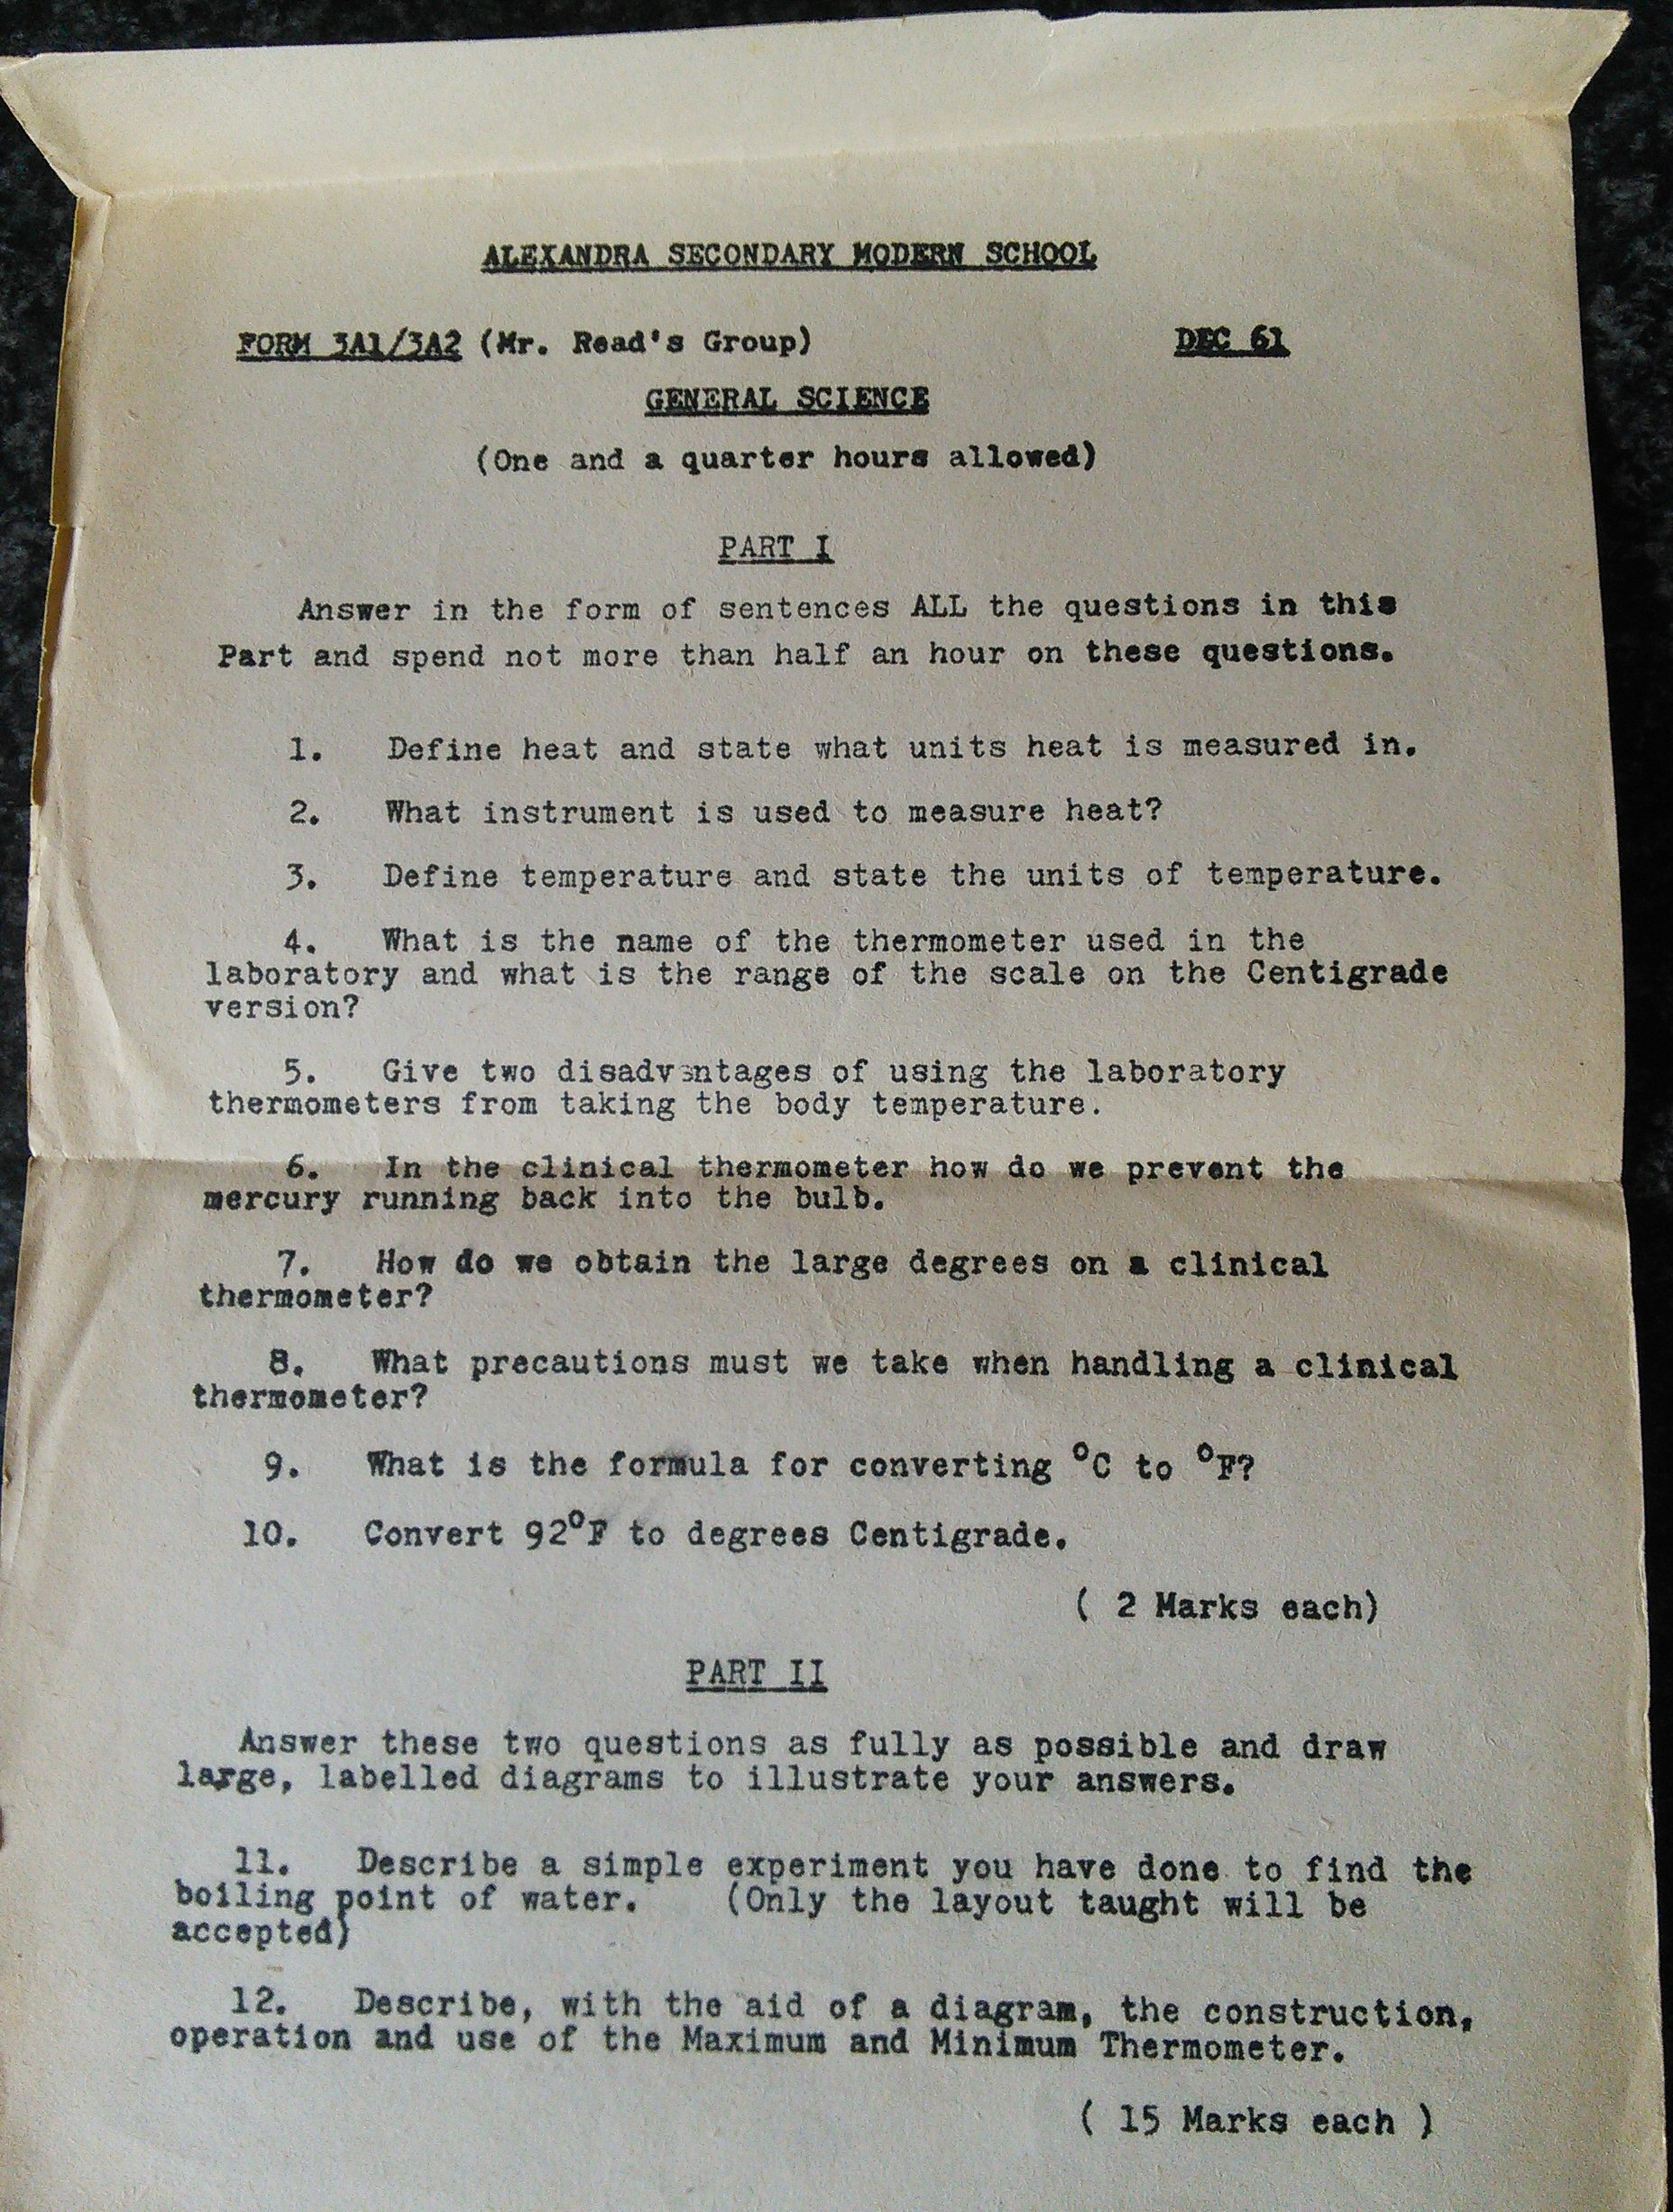 ALEXANDRA SECONDARY MODERN SCHOOL
FORM 3A1/3A2 (Mr. Read's Group) DEC 61
GENERAL SCIENCE
(One and a quarter hours allowed)
PART I
Answer in the form of sentences ALL the questions in this
Part and spend not more than half an hour on these questions.
1. Define heat and state what units heat is measured in.
2. What instrument is used to measure heat?
3. Define temperature and state the units of temperature.
4. What is the name of the thermometer used in the
laboratory and what is the range of the scale on the Centigrade
version?
5. Give two disadvantages of using the laboratory
thermometers from taking the body temperature.
6. In the clinical thermometer how do we prevent the
mercury running back into the bulb.
7. How do we obtain the large degrees on a clinical
thermometer?
8. What precautions must we take when handling a clinical
thermometer?
9. What is the formula for converting °C to °F?
10. Convert 92°F to degrees Centigrade.
( 2 Marks each)
PART II
Answer these two questions as fully as possible and draw
large, labelled diagrams to illustrate your answers.
11. Describe a simple experiment you have done to find the
boiling point of water. (Only the layout taught will be
accepted)
12. Describe, with the aid of a diagram, the construction,
operation and use of the Maximum and Minimum Thermometer.
( 15 Marks each )